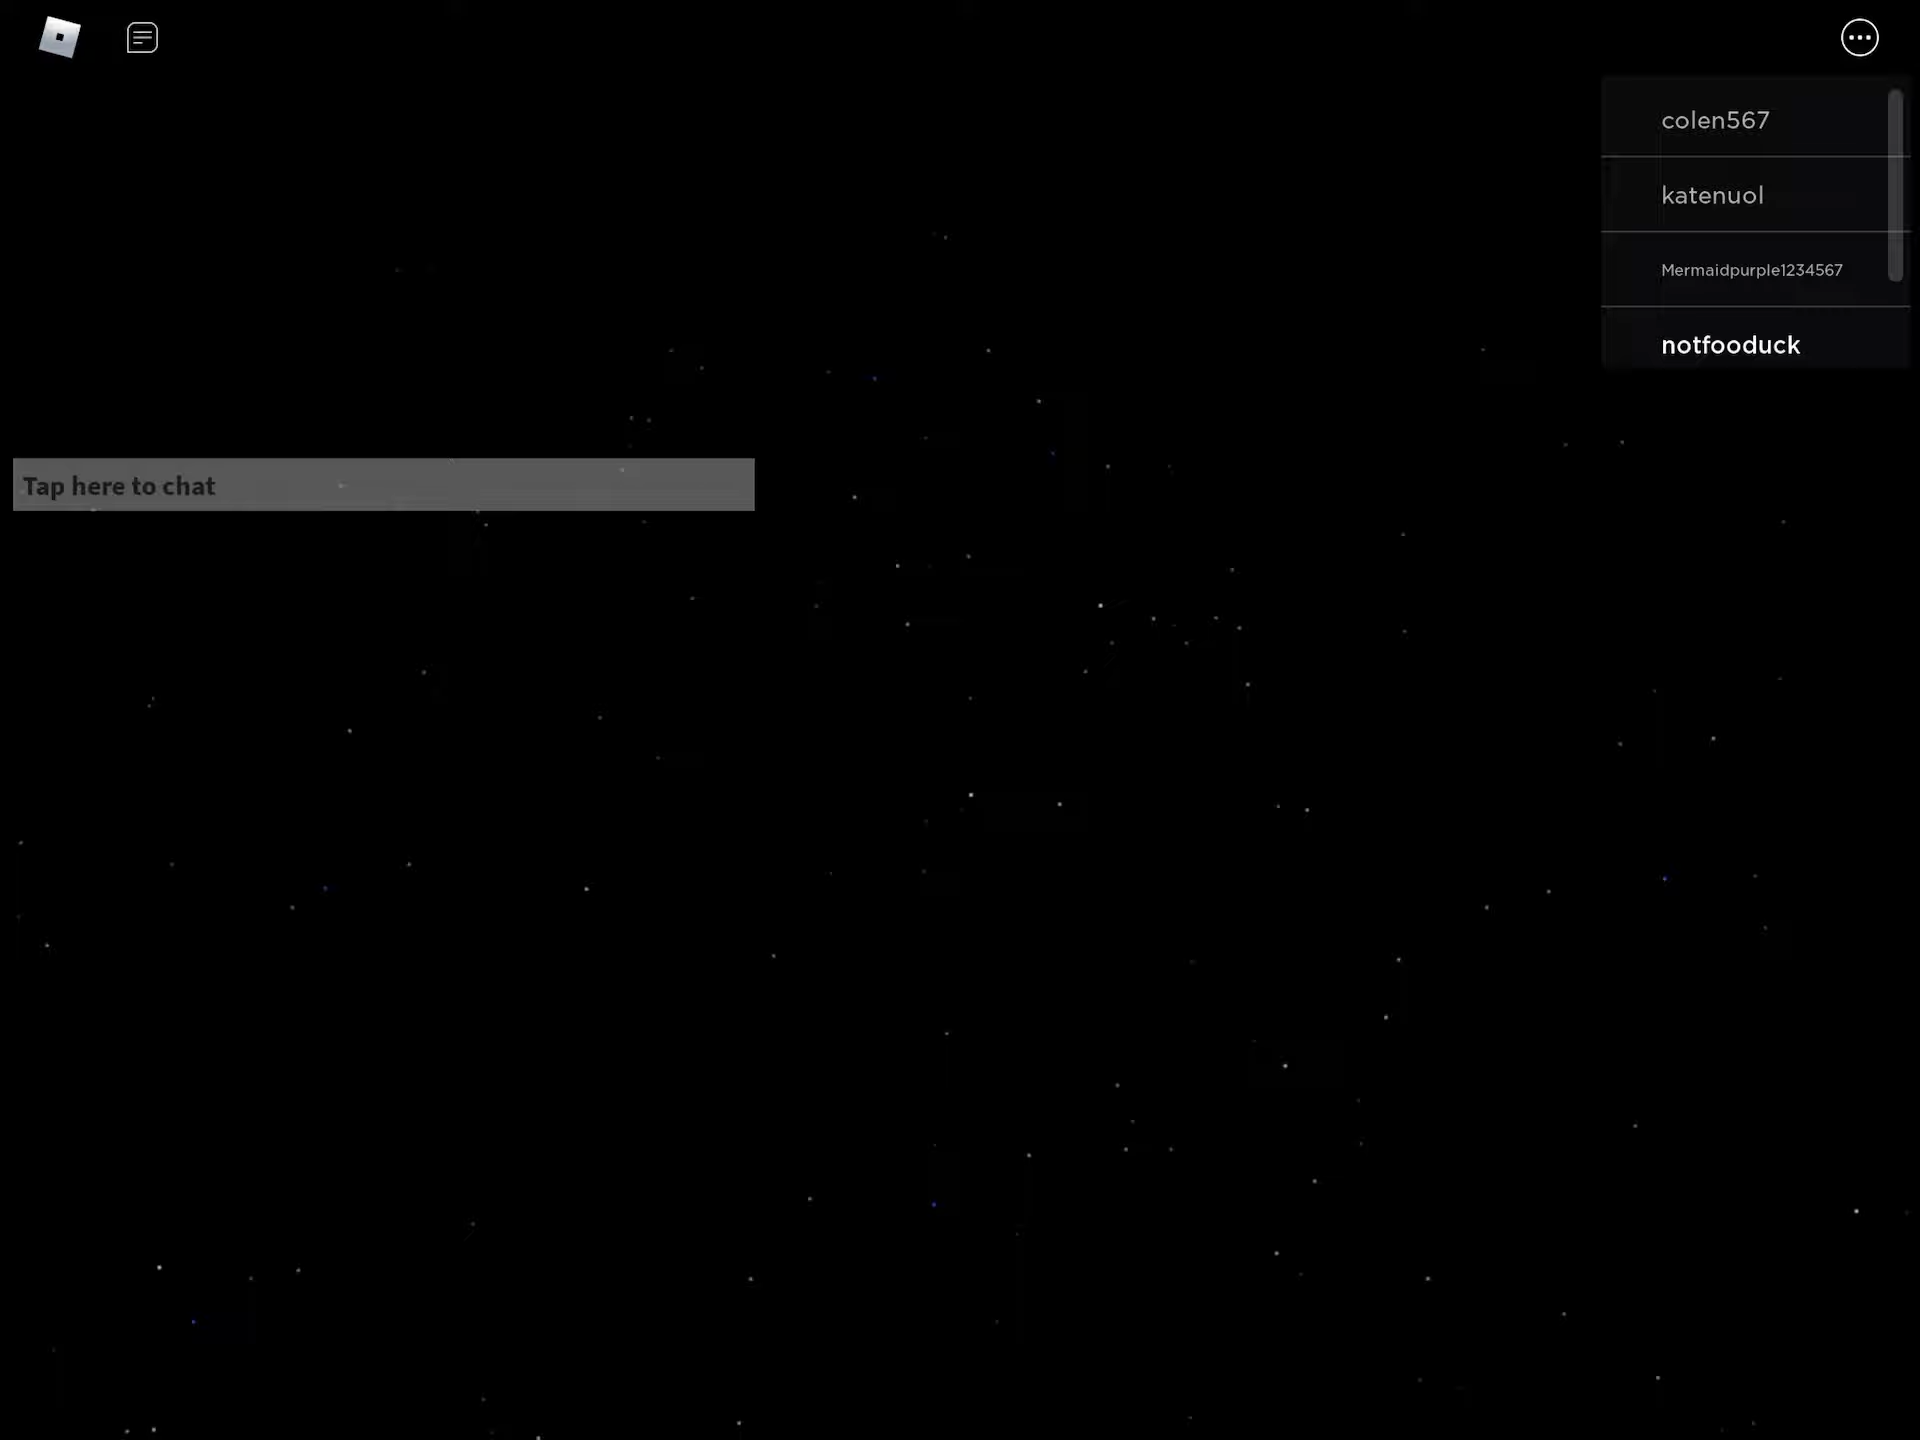 colen567
katenuol
Mermaidpurple1234567
notfooduck
Tap here to chat